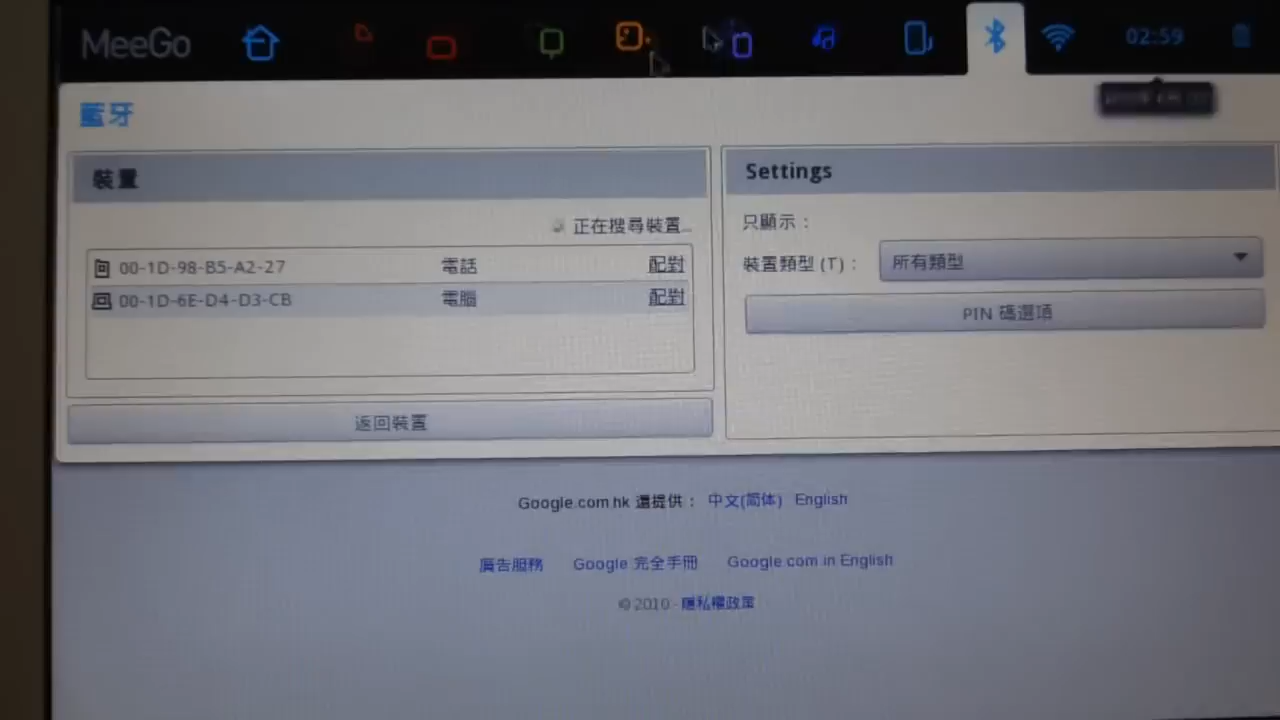 MeeGo
02:59
藍牙
裝置
正在搜尋裝置...
00-1D-98-B5-A2-27 電話 配對
00-1D-6E-D4-D3-CB 電腦 配對
返回裝置
Settings
只顯示：
裝置類型 (T)： 所有類型
PIN 碼選項
Google.com.hk 還提供： 中文(简体) English
廣告服務 Google 完全手冊 Google.com in English
© 2010 - 隱私權政策